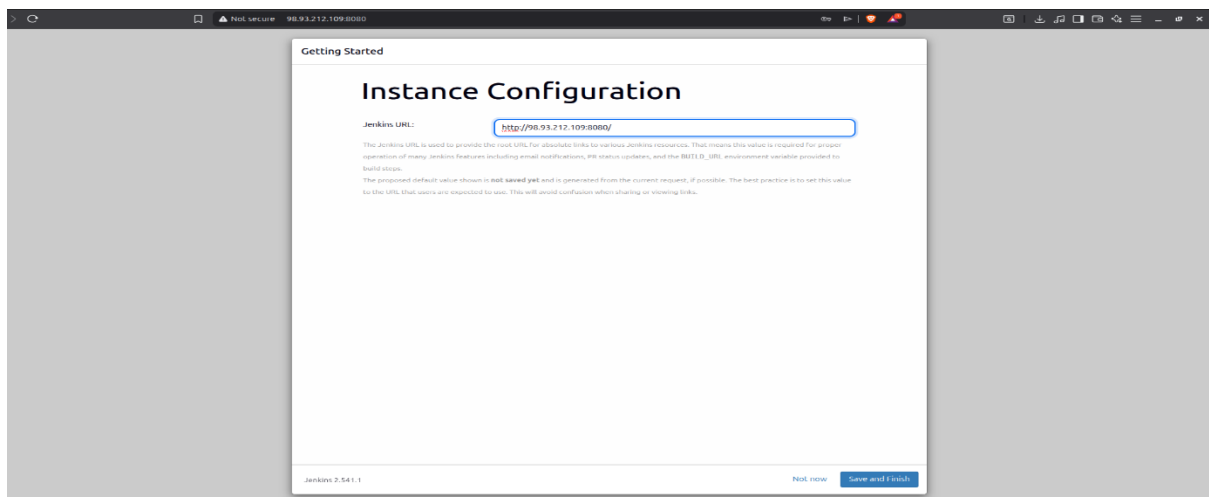 Not secure 98.93.212.109:8080
Getting Started
Instance Configuration
Jenkins URL:
http://98.93.212.109:8080/
The Jenkins URL is used to provide the root URL for absolute links to various Jenkins resources. That means this value is required for proper
operation of many Jenkins features including email notifications, PR status updates, and the BUILD_URL environment variable provided to
build steps.
The proposed default value shown is not saved yet and is generated from the current request, if possible. The best practice is to set this value
to the URL that users are expected to use. This will avoid confusion when sharing or viewing links.
Jenkins 2.541.1
Not now
Save and Finish